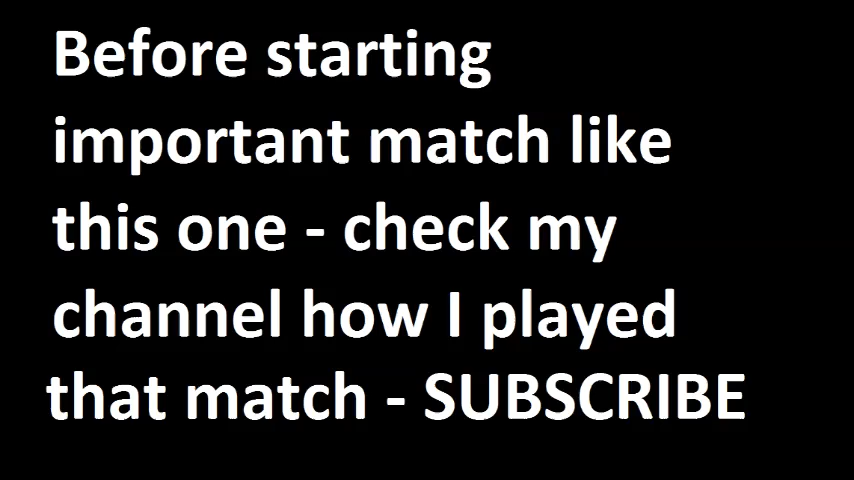 Before starting
important match like
this one - check my
channel how I played
that match - SUBSCRIBE